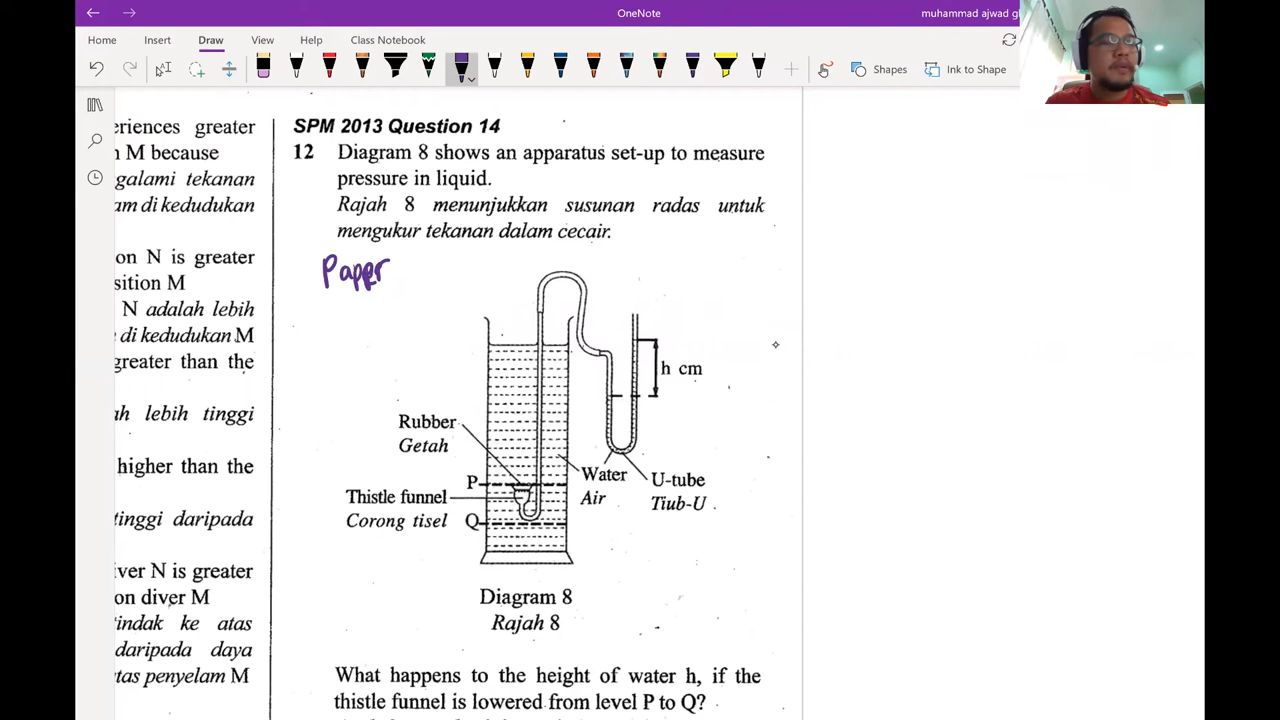 OneNote
muhammad ajwad gh
Home Insert Draw View Help Class Notebook
Shapes Ink to Shape
eriences greater
n M because
galami tekanan
am di kedudukan
on N is greater
sition M
N adalah lebih
di kedudukan M
greater than the
ah lebih tinggi
higher than the
tinggi daripada
iver N is greater
on diver M
tindak ke atas
daripada daya
atas penyelam M
SPM 2013 Question 14
12 Diagram 8 shows an apparatus set-up to measure
pressure in liquid.
Rajah 8 menunjukkan susunan radas untuk
mengukur tekanan dalam cecair.
Paper
h cm
Rubber
Getah
Water
Air
P
U-tube
Tiub-U
Thistle funnel
Corong tisel
Q
Diagram 8
Rajah 8
What happens to the height of water h, if the
thistle funnel is lowered from level P to Q?